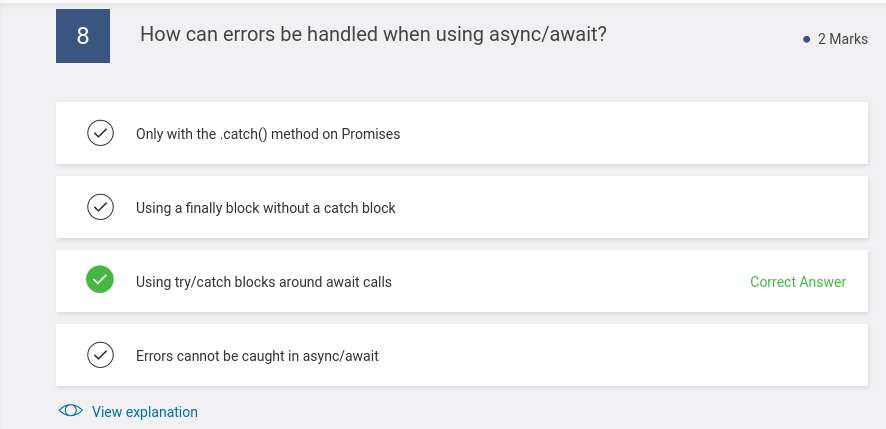 8
How can errors be handled when using async/await?
2 Marks
Only with the .catch() method on Promises
Using a finally block without a catch block
Using try/catch blocks around await calls
Correct Answer
Errors cannot be caught in async/await
View explanation